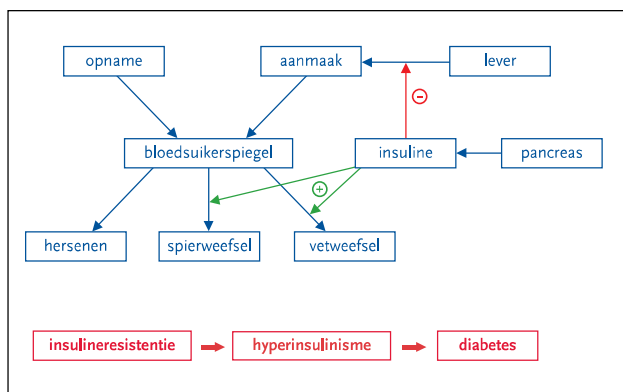 opname
aanmaak
lever
−
bloedsuikerspiegel
insuline
pancreas
+
hersenen
spierweefsel
vetweefsel
insulineresistentie
hyperinsulinisme
diabetes